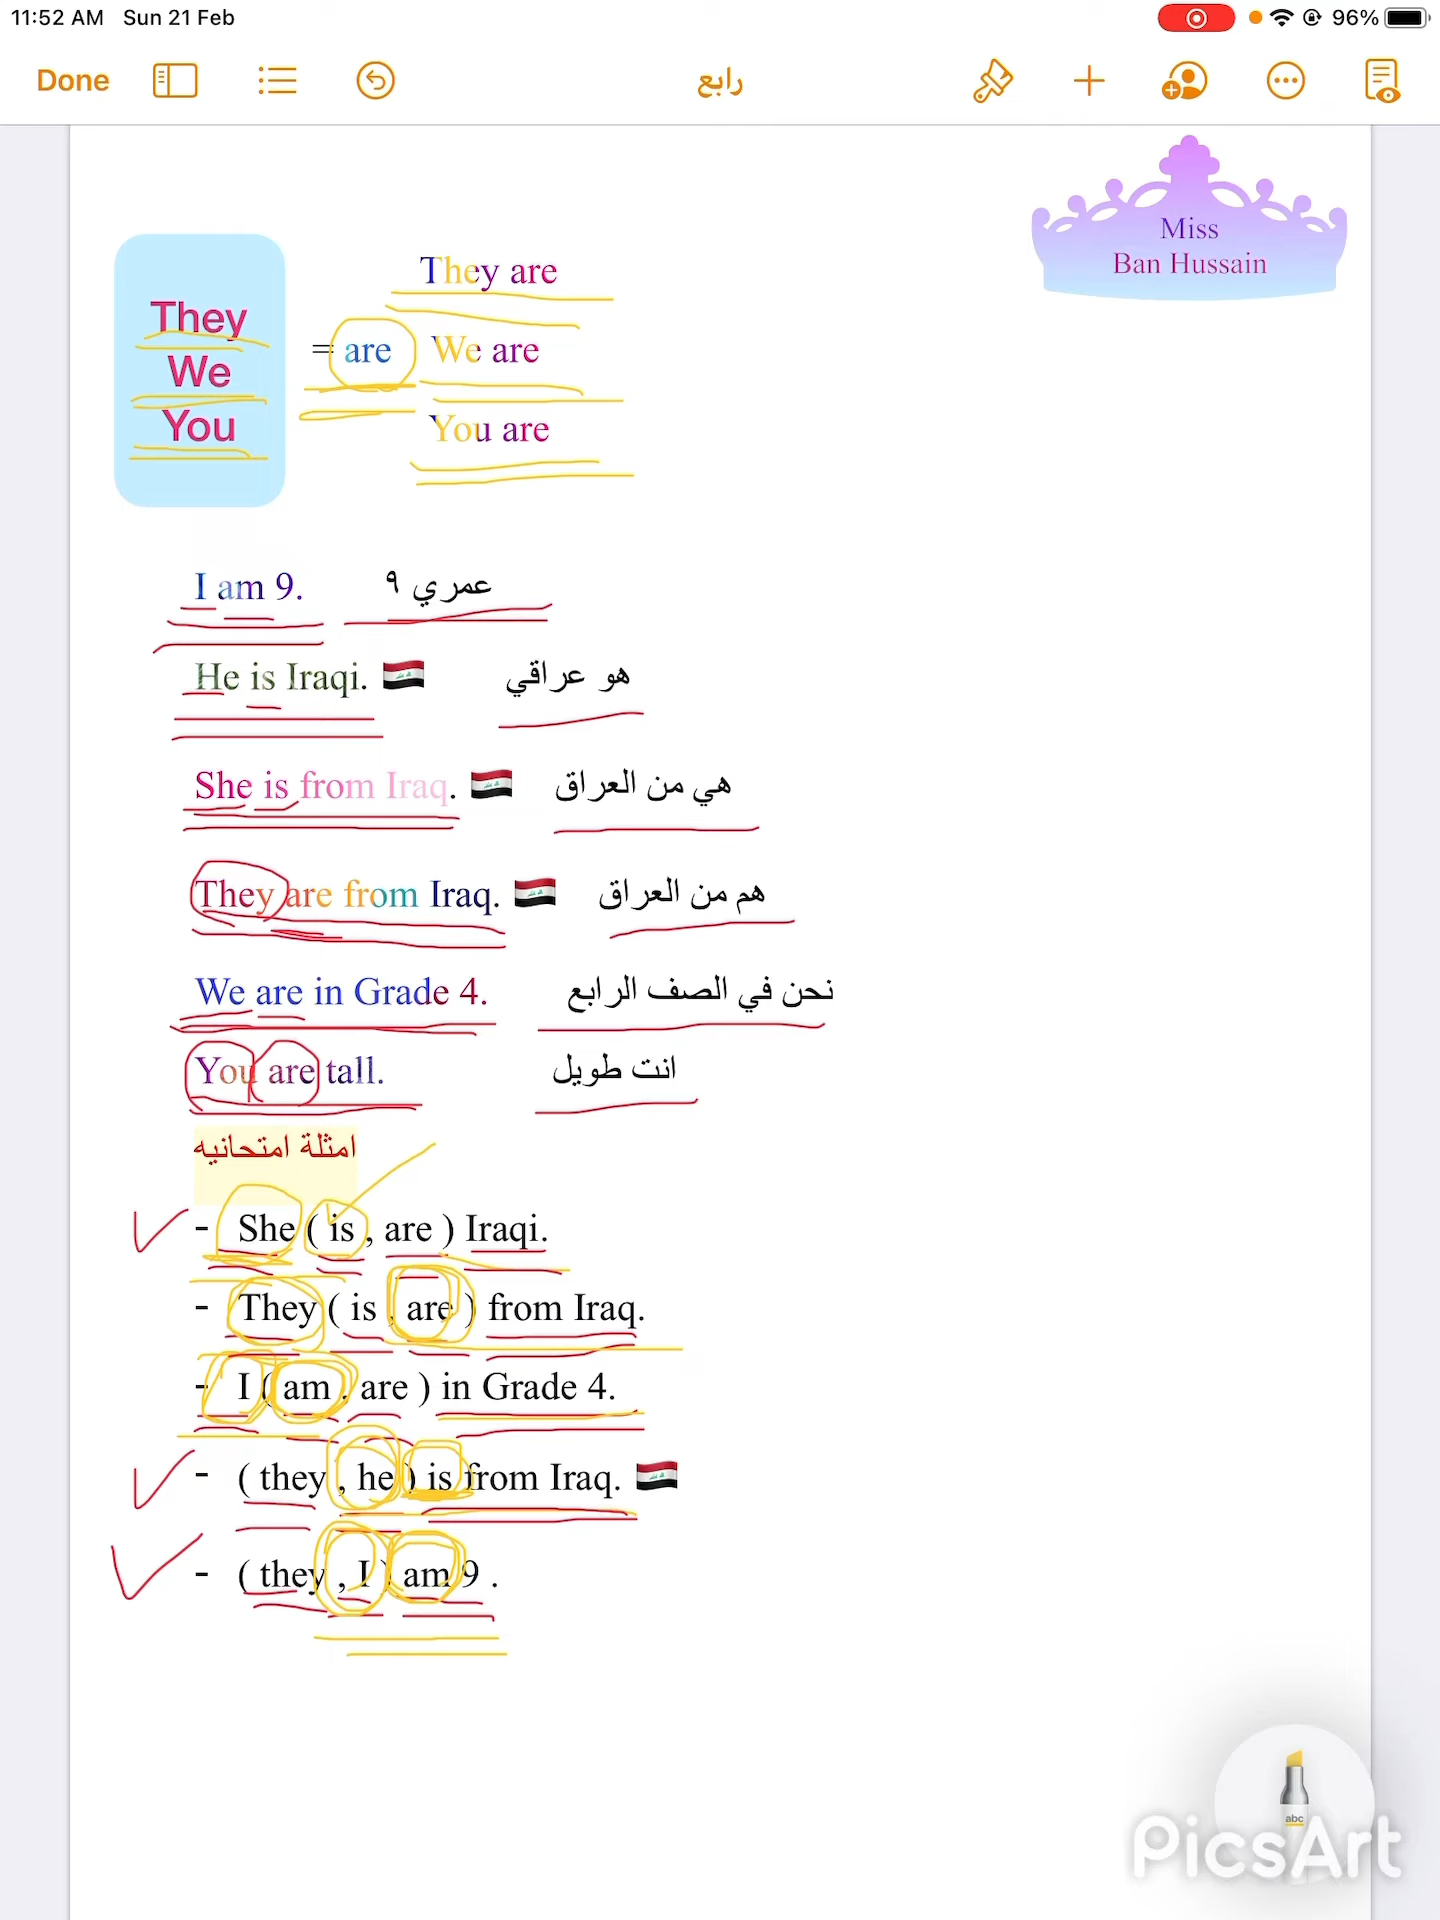 11:52 AM Sun 21 Feb 96%
Done رابع
Miss
Ban Hussain
They
We
You
= are
They are
We are
You are
I am 9. عمري ٩
He is Iraqi. 🇮🇶 هو عراقي
She is from Iraq. 🇮🇶 هي من العراق
They are from Iraq. 🇮🇶 هم من العراق
We are in Grade 4. نحن في الصف الرابع
You are tall. انت طويل
امثلة امتحانيه
- She ( is , are ) Iraqi.
- They ( is , are ) from Iraq.
- I ( am , are ) in Grade 4.
- ( they , he ) is from Iraq. 🇮🇶
- ( they , I ) am 9 .
abc
PicsArt